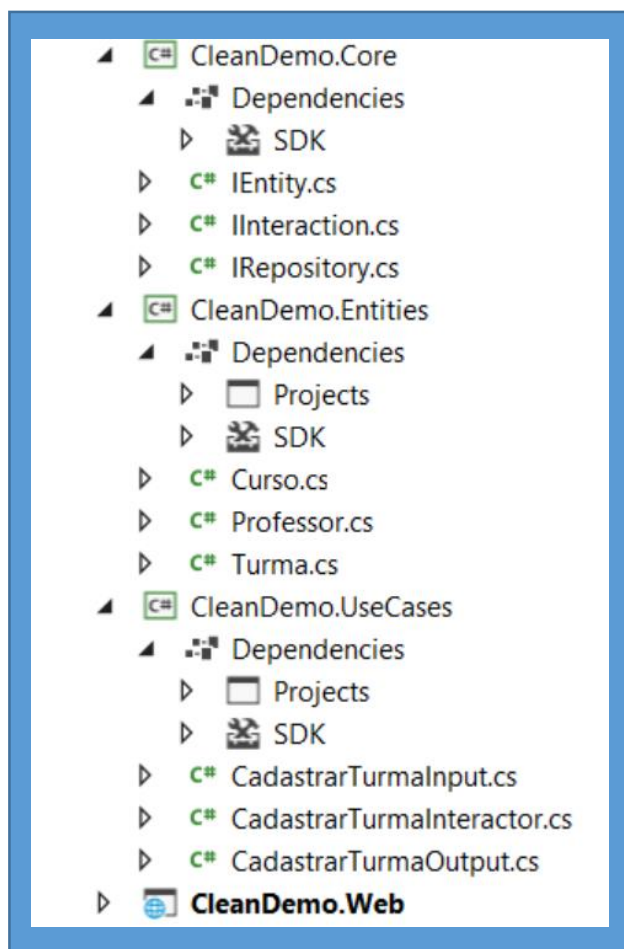 C# CleanDemo.Core
Dependencies
SDK
C# IEntity.cs
C# IInteraction.cs
C# IRepository.cs
C# CleanDemo.Entities
Dependencies
Projects
SDK
C# Curso.cs
C# Professor.cs
C# Turma.cs
C# CleanDemo.UseCases
Dependencies
Projects
SDK
C# CadastrarTurmaInput.cs
C# CadastrarTurmaInteractor.cs
C# CadastrarTurmaOutput.cs
CleanDemo.Web